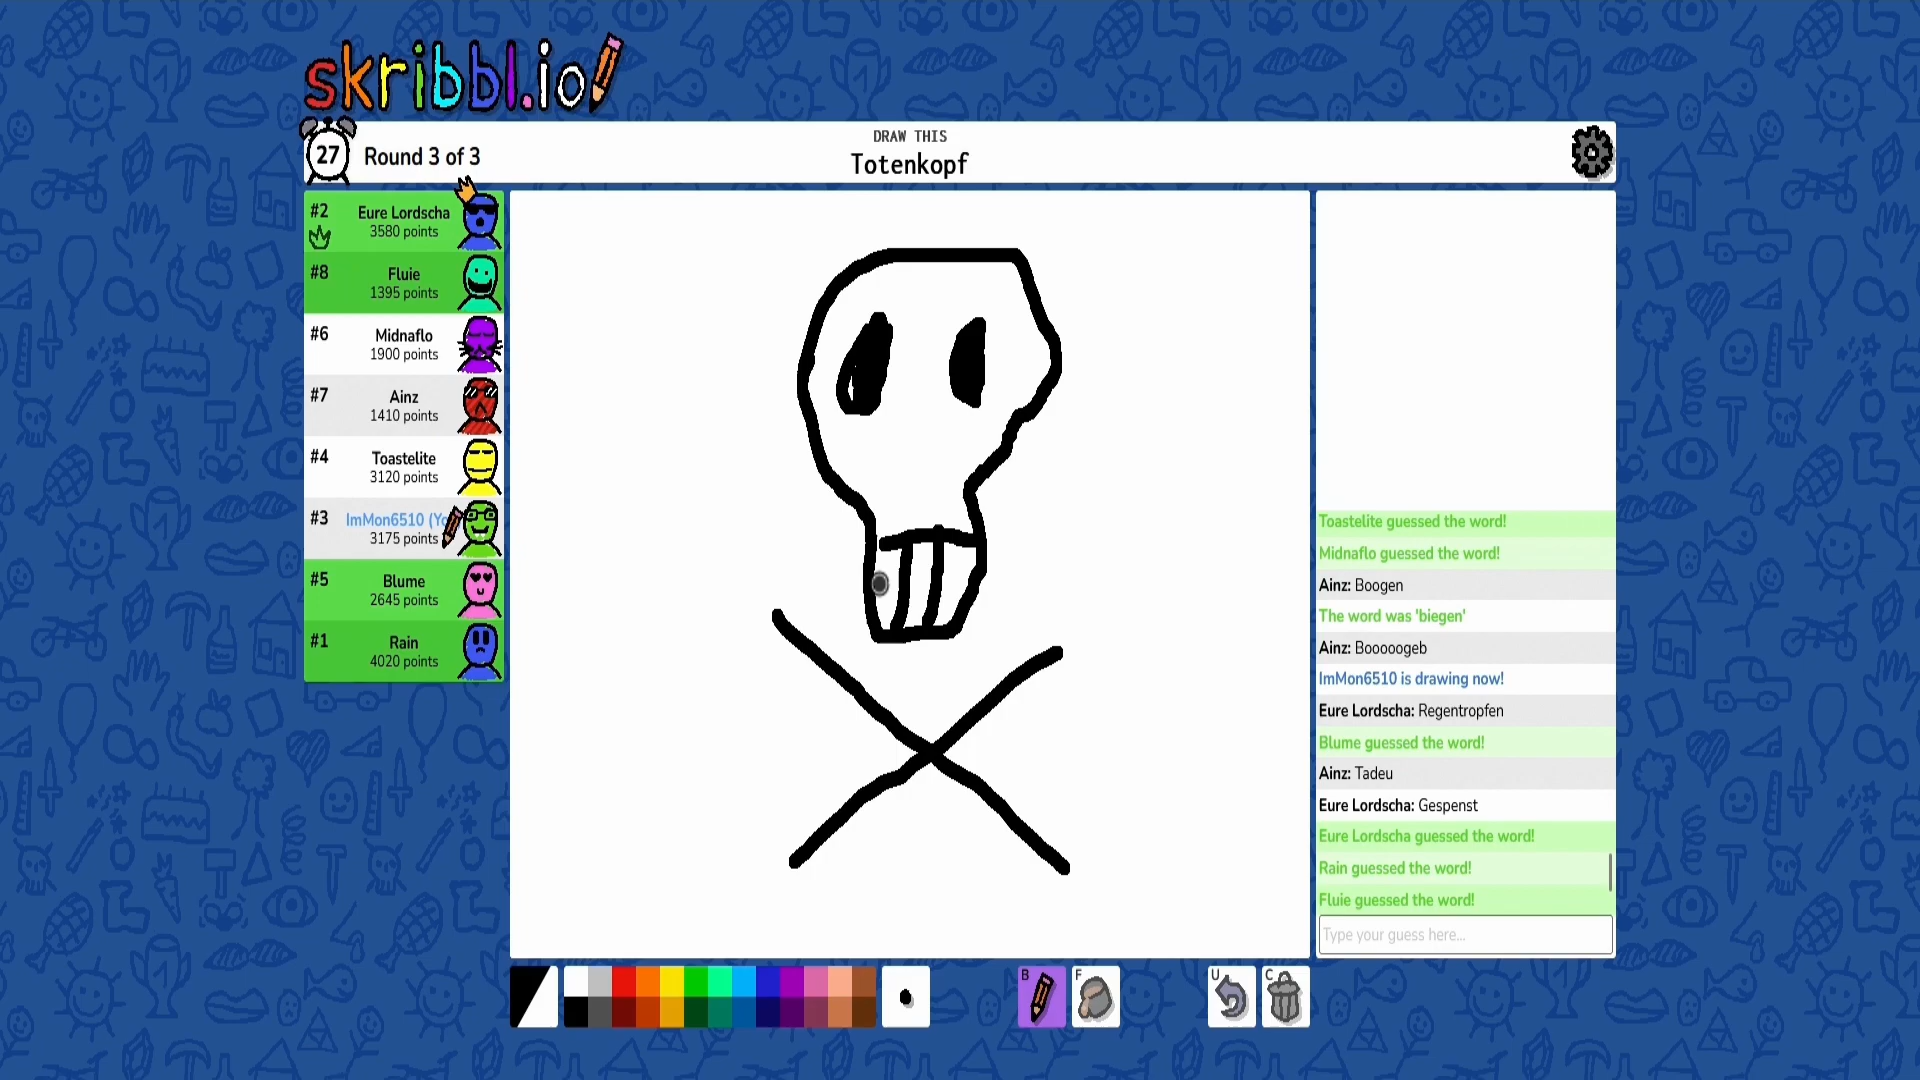 skribbl.io
27
Round 3 of 3
DRAW THIS
Totenkopf
#2
Eure Lordscha
3580 points
#8
Fluie
1395 points
#6
Midnaflo
1900 points
#7
Ainz
1410 points
#4
Toastelite
3120 points
#3
ImMon6510 (Yo
3175 points
#5
Blume
2645 points
#1
Rain
4020 points
Toastelite guessed the word!
Midnaflo guessed the word!
Ainz: Boogen
The word was 'biegen'
Ainz: Booooogeb
ImMon6510 is drawing now!
Eure Lordscha: Regentropfen
Blume guessed the word!
Ainz: Tadeu
Eure Lordscha: Gespenst
Eure Lordscha guessed the word!
Rain guessed the word!
Fluie guessed the word!
Type your guess here...
B
F
U
C